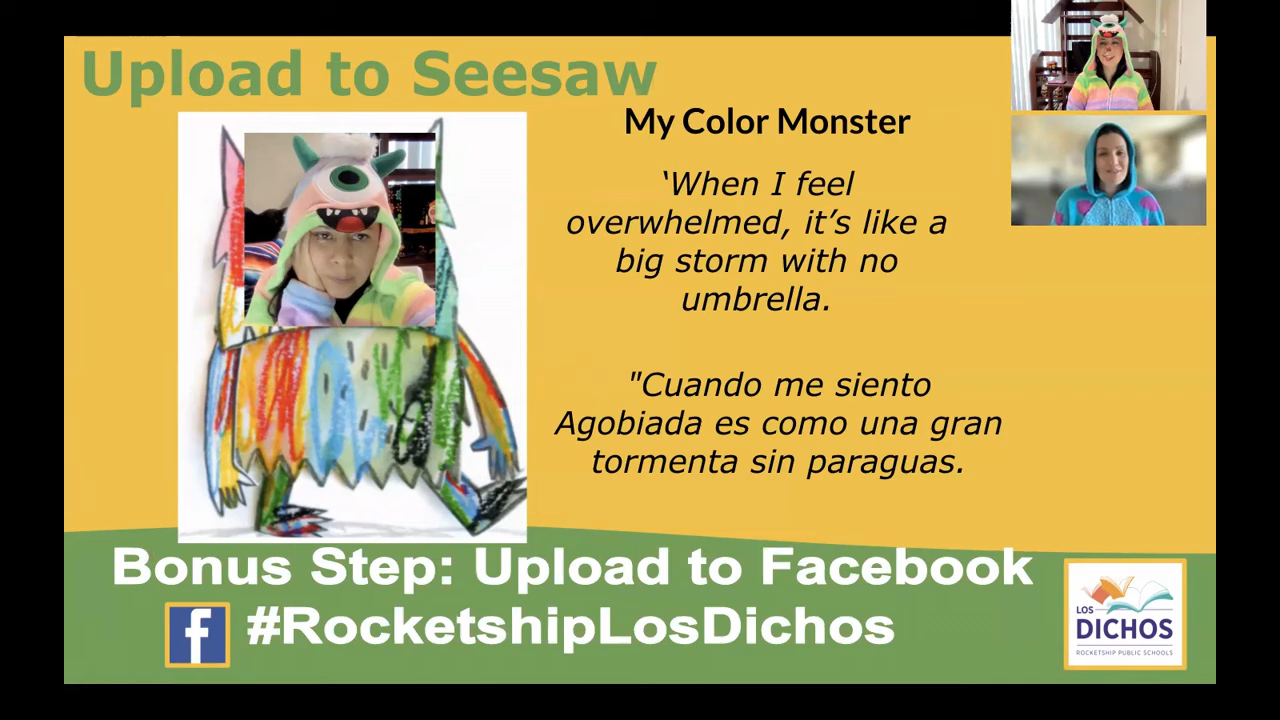 Upload to Seesaw
My Color Monster
‘When I feel
overwhelmed, it’s like a
big storm with no
umbrella.
"Cuando me siento
Agobiada es como una gran
tormenta sin paraguas.
Bonus Step: Upload to Facebook
f #RocketshipLosDichos
LOS
DICHOS
ROCKETSHIP PUBLIC SCHOOLS